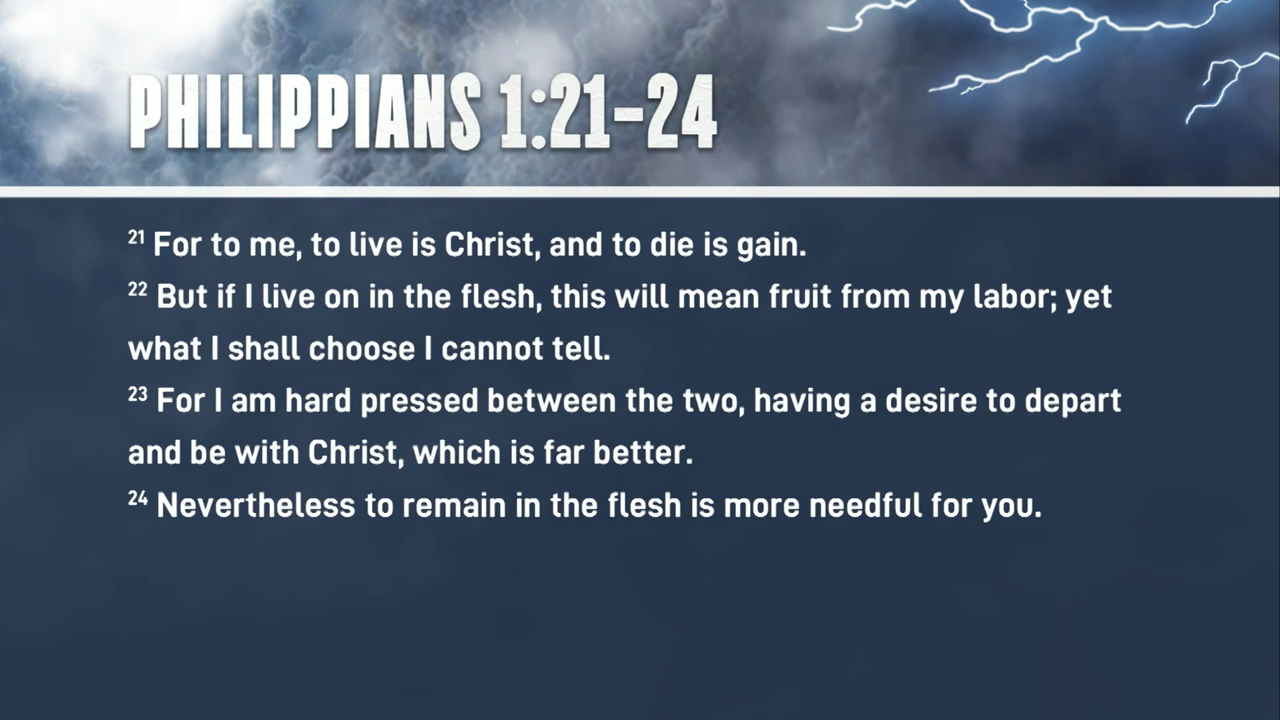 PHILIPPIANS 1:21-24
21 For to me, to live is Christ, and to die is gain.
22 But if I live on in the flesh, this will mean fruit from my labor; yet
what I shall choose I cannot tell.
23 For I am hard pressed between the two, having a desire to depart
and be with Christ, which is far better.
24 Nevertheless to remain in the flesh is more needful for you.